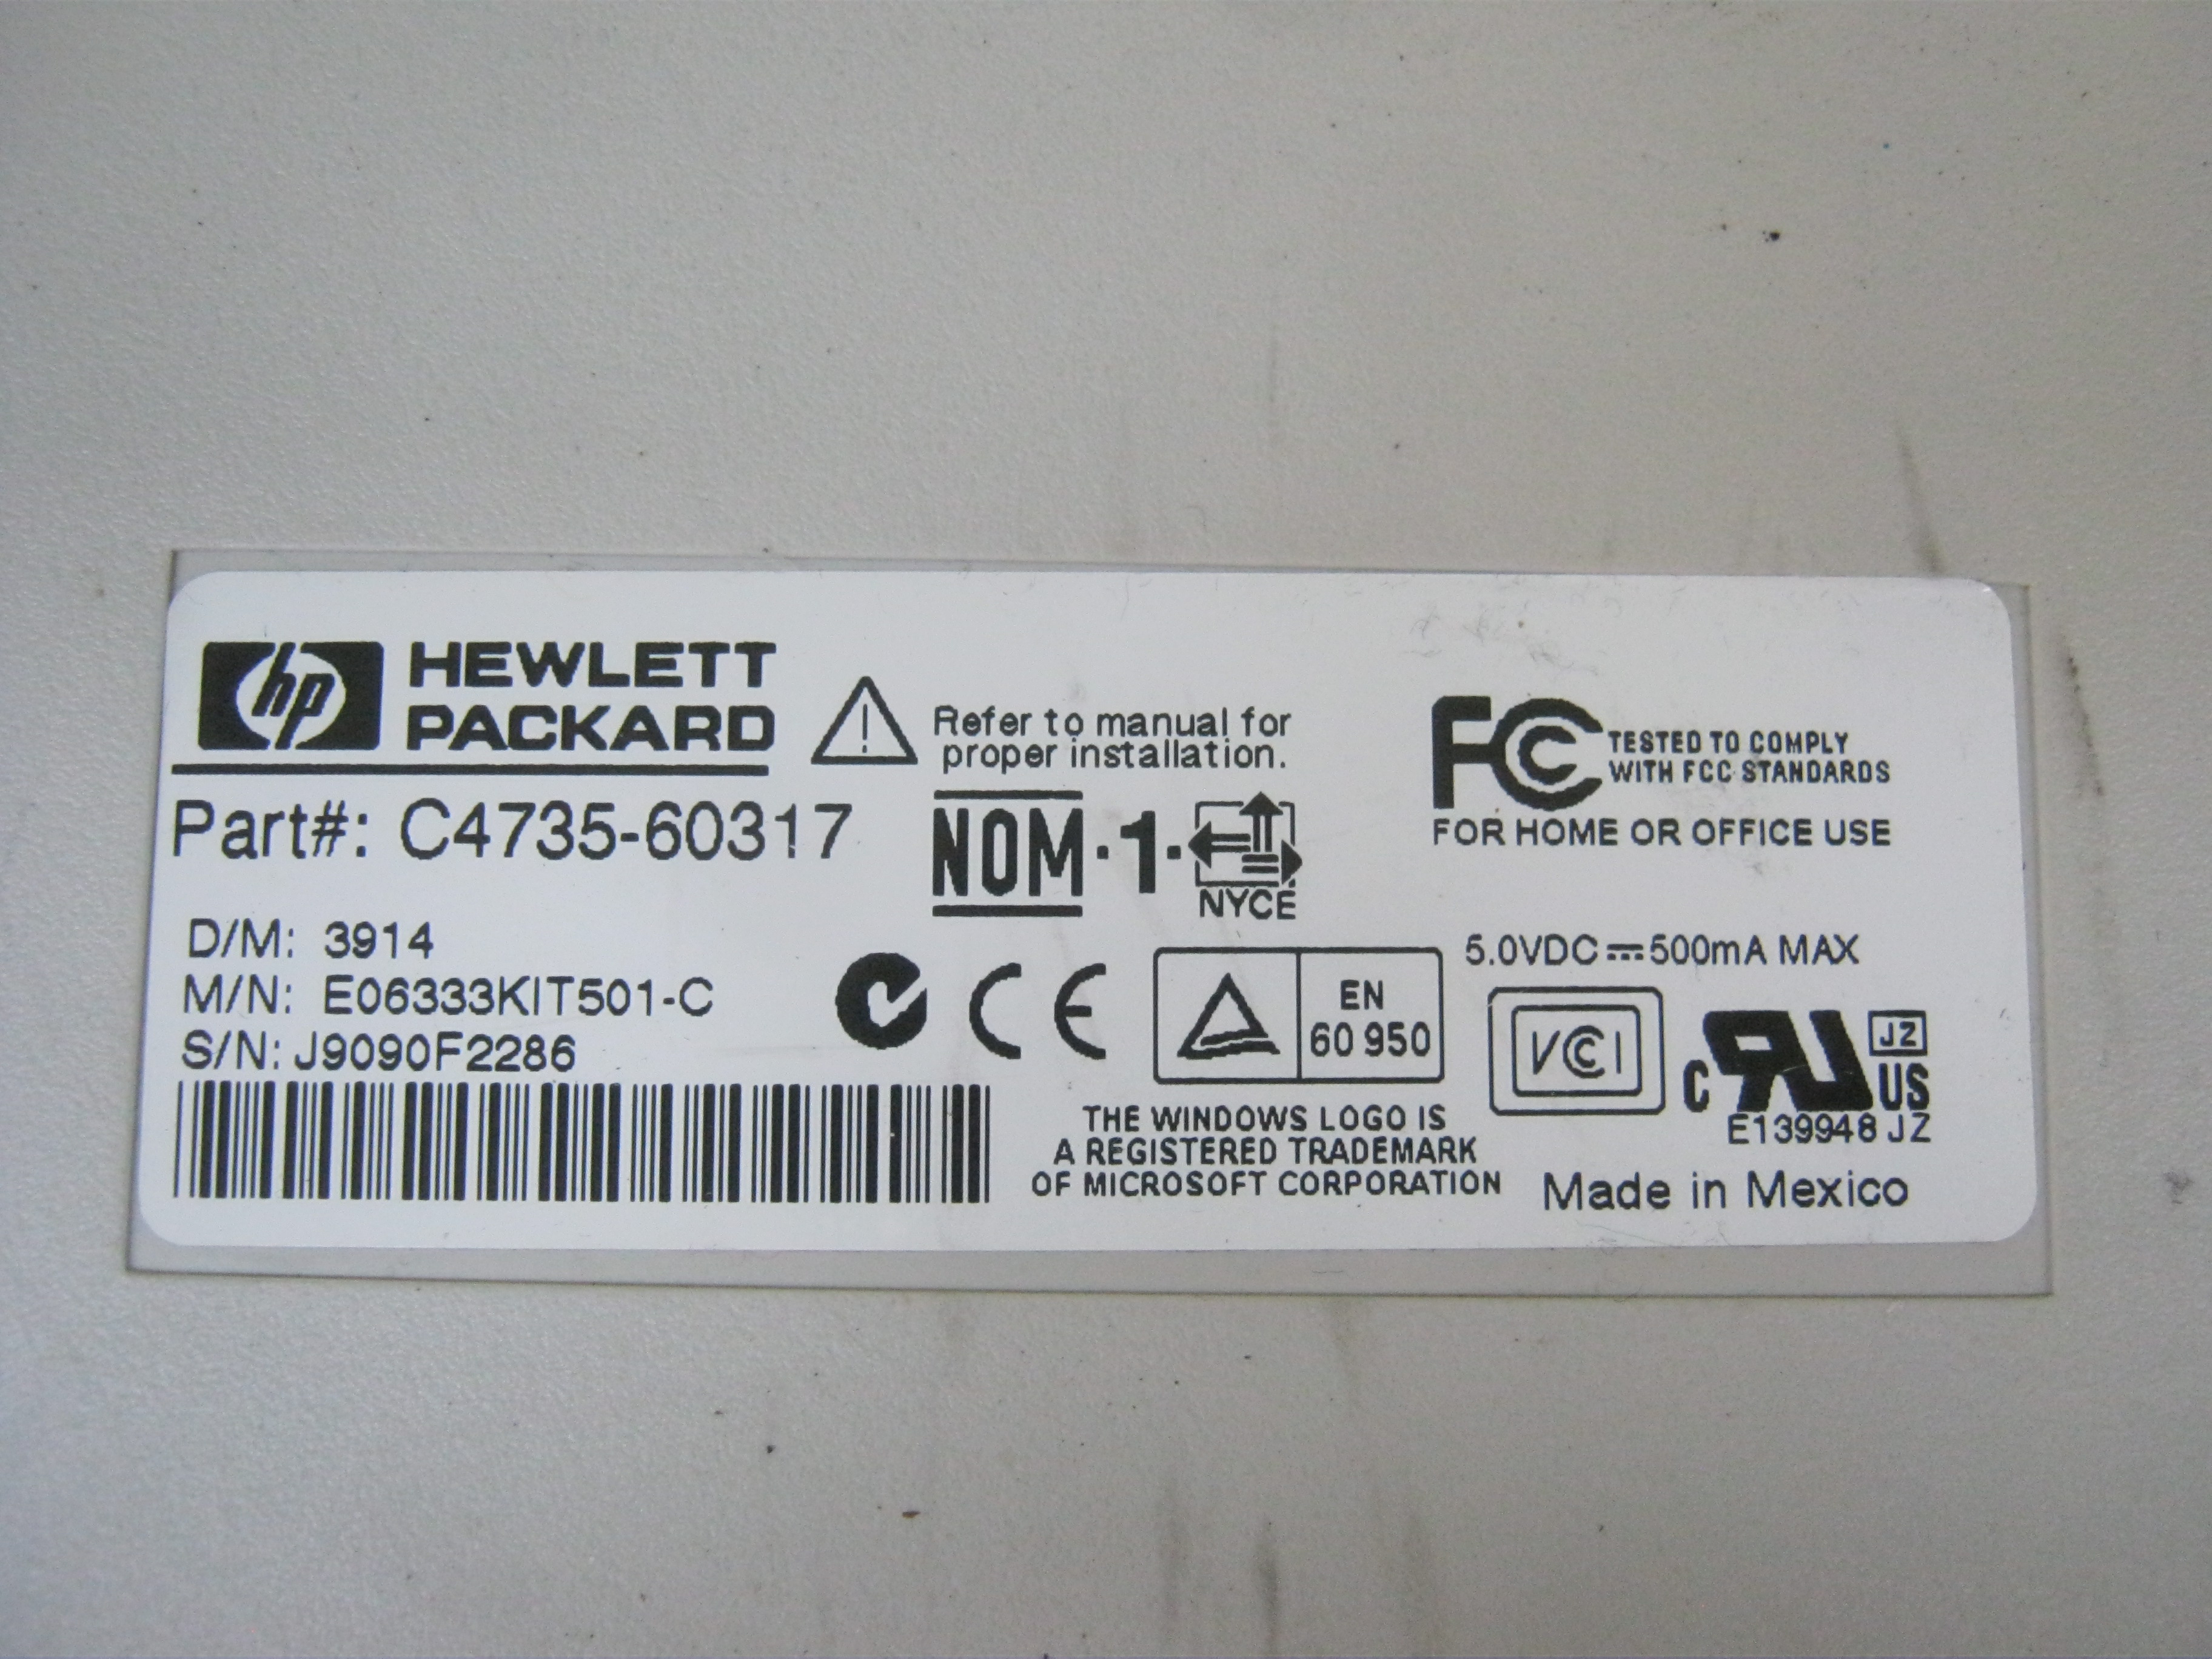 hp HEWLETT
PACKARD
Refer to manual for
proper installation.
FC TESTED TO COMPLY
WITH FCC STANDARDS
FOR HOME OR OFFICE USE
Part#: C4735-60317
NOM·1·
NYCE
D/M: 3914
M/N: E06333KIT501-C
S/N: J9090F2286
CE
EN
60 950
5.0VDC⎓500mA MAX
VCCI
C RU US
JZ
E139948 JZ
THE WINDOWS LOGO IS
A REGISTERED TRADEMARK
OF MICROSOFT CORPORATION
Made in Mexico